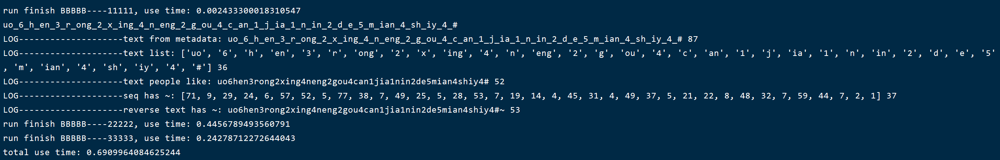 run finish BBBBB----11111, use time: 0.002433300018310547
uo_6_h_en_3_r_ong_2_x_ing_4_n_eng_2_g_ou_4_c_an_1_j_ia_1_n_in_2_d_e_5_m_ian_4_sh_iy_4_#
LOG--------------------text from metadata: uo_6_h_en_3_r_ong_2_x_ing_4_n_eng_2_g_ou_4_c_an_1_j_ia_1_n_in_2_d_e_5_m_ian_4_sh_iy_4_# 87
LOG--------------------text list: ['uo', '6', 'h', 'en', '3', 'r', 'ong', '2', 'x', 'ing', '4', 'n', 'eng', '2', 'g', 'ou', '4', 'c', 'an', '1', 'j', 'ia', '1', 'n', 'in', '2', 'd', 'e', '5'
, 'm', 'ian', '4', 'sh', 'iy', '4', '#'] 36
LOG--------------------text people like: uo6hen3rong2xing4neng2gou4can1jia1nin2de5mian4shiy4# 52
LOG--------------------seq has ~: [71, 9, 29, 24, 6, 57, 52, 5, 77, 38, 7, 49, 25, 5, 28, 53, 7, 19, 14, 4, 45, 31, 4, 49, 37, 5, 21, 22, 8, 48, 32, 7, 59, 44, 7, 2, 1] 37
LOG--------------------reverse text has ~: uo6hen3rong2xing4neng2gou4can1jia1nin2de5mian4shiy4#~ 53
run finish BBBBB----22222, use time: 0.4456789493560791
run finish BBBBB----33333, use time: 0.24278712272644043
total use time: 0.6909964084625244